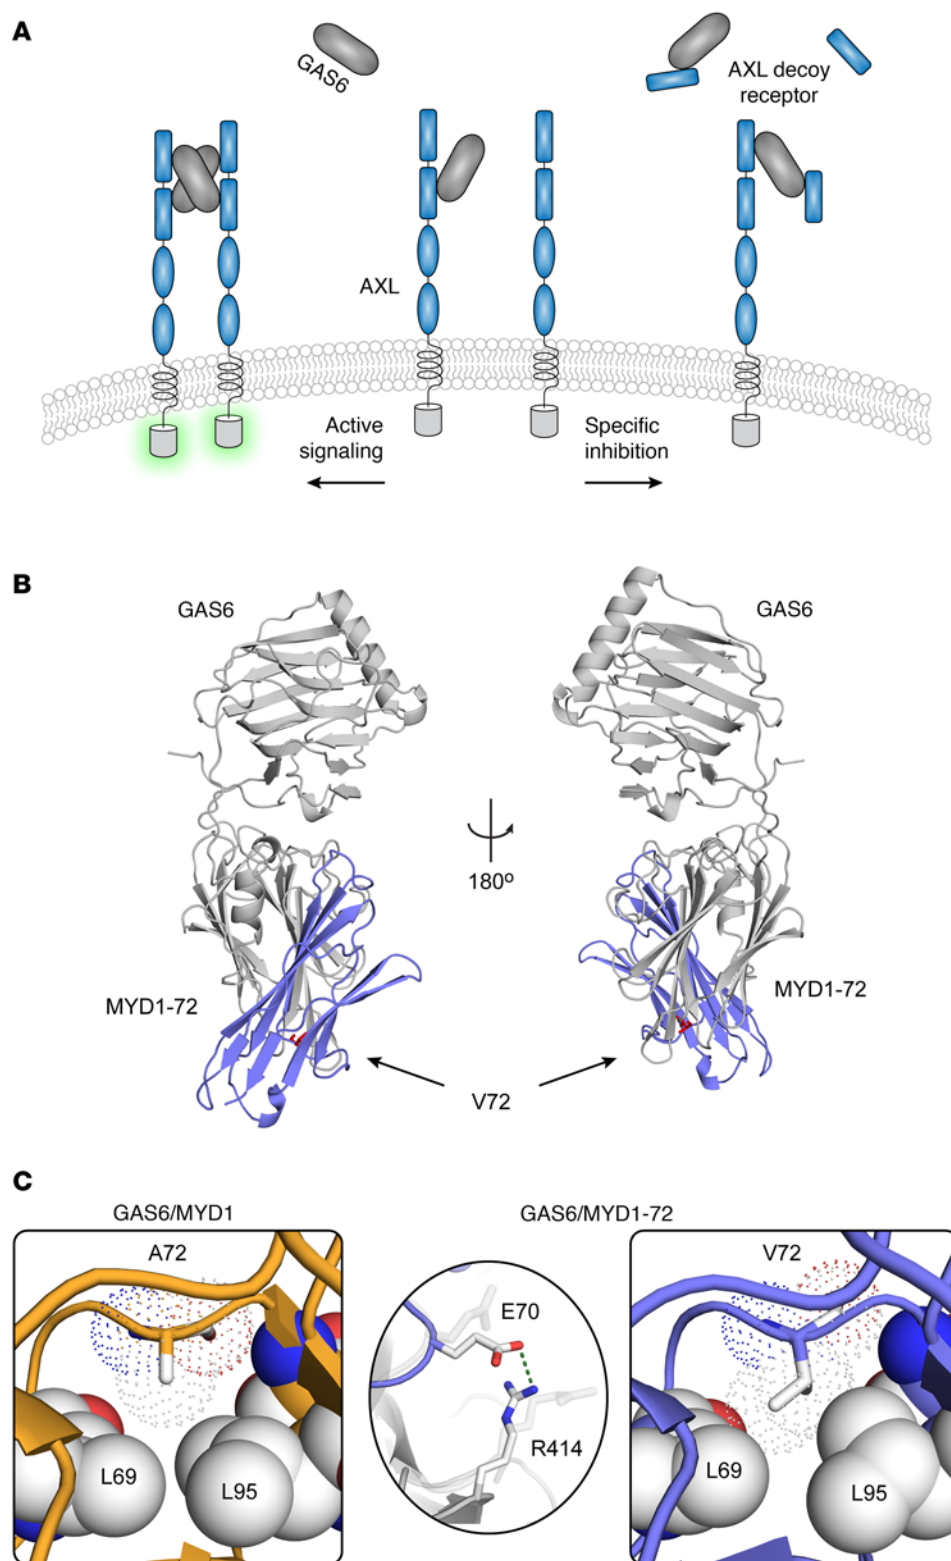 A
GAS6
AXL decoy
receptor
AXL
Active
signaling
Specific
inhibition
B
GAS6
GAS6
180º
MYD1-72
MYD1-72
V72
C
GAS6/MYD1
GAS6/MYD1-72
A72
V72
E70
R414
L69
L95
L69
L95